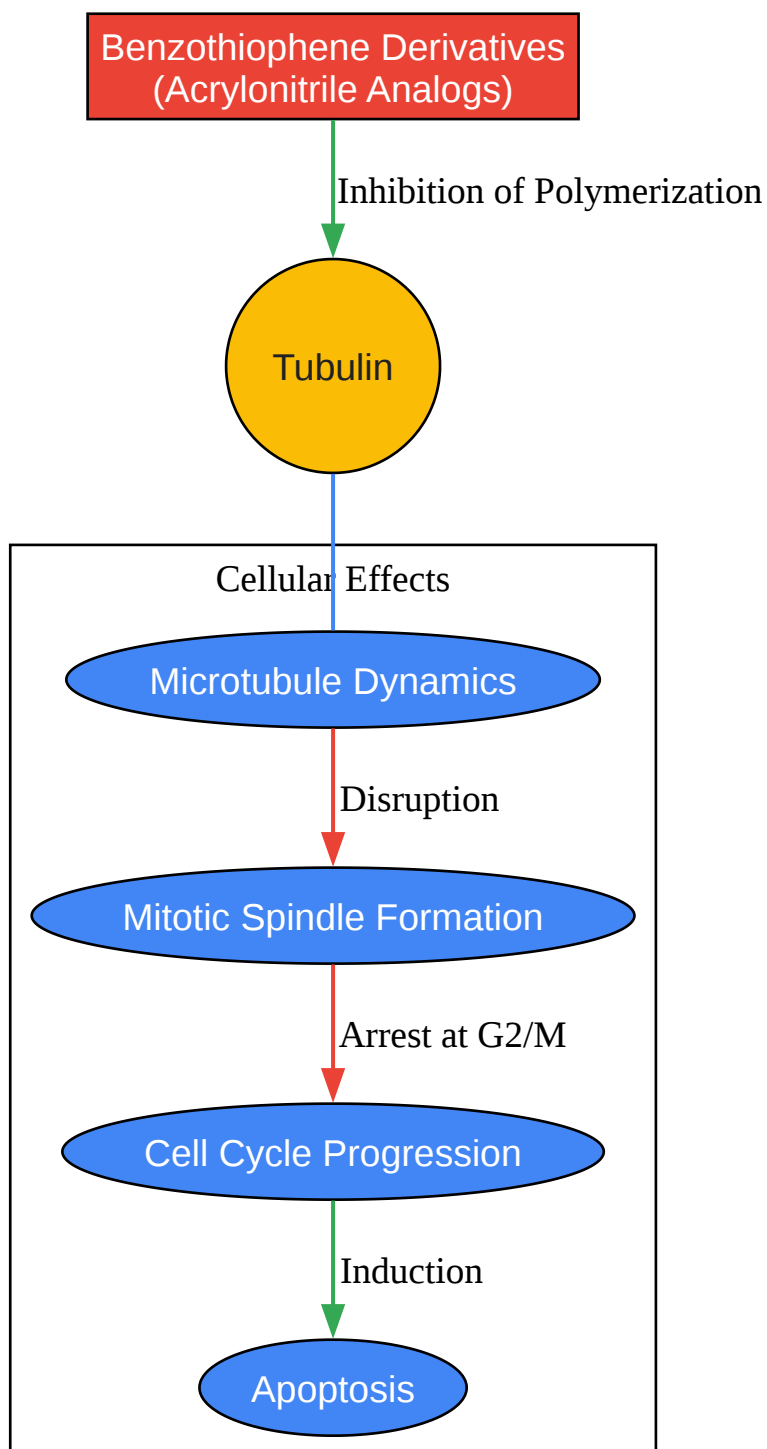 Benzothiophene Derivatives
(Acrylonitrile Analogs)
Inhibition of Polymerization
Tubulin
Cellular Effects
Microtubule Dynamics
Disruption
Mitotic Spindle Formation
Arrest at G2/M
Cell Cycle Progression
Induction
Apoptosis